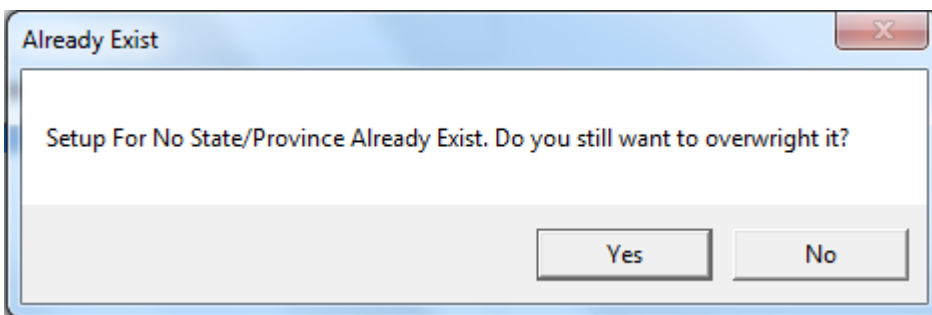 Already Exist
Setup For No State/Province Already Exist. Do you still want to overwright it?
Yes No